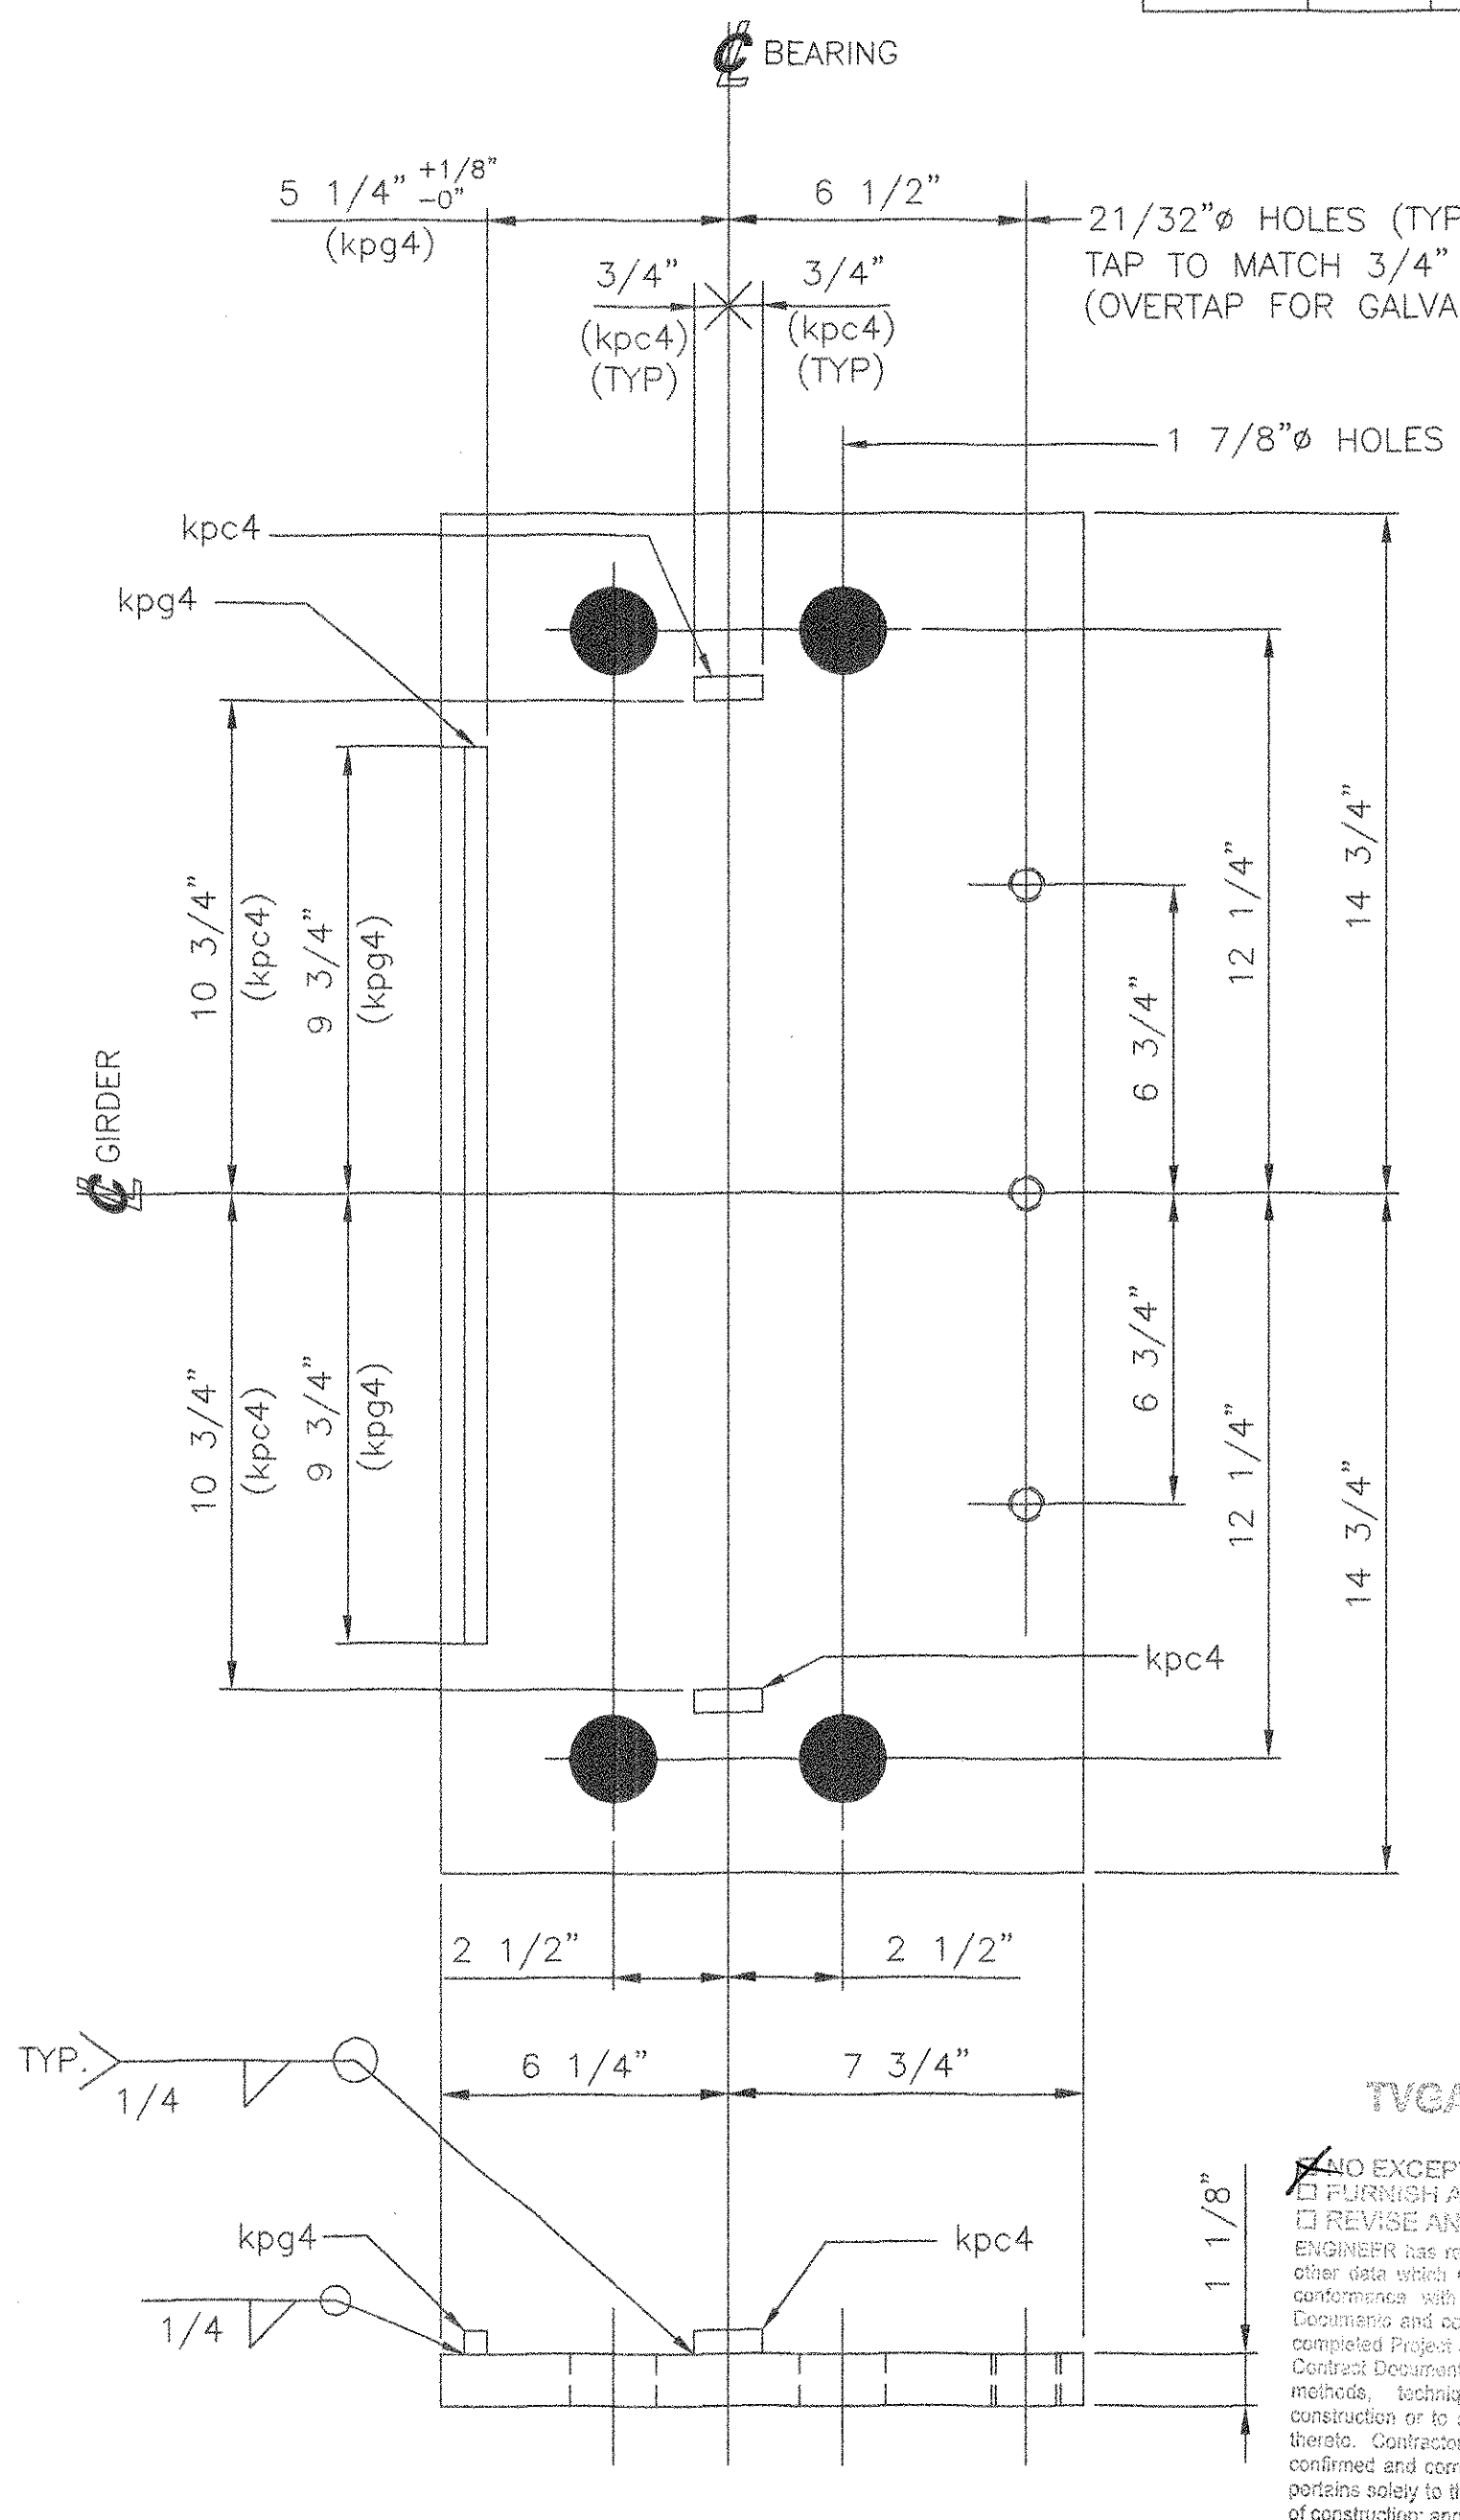 BEARING
5 1/4" +1/8"
-0"
(kpg4)
6 1/2"
21/32"ø HOLES (TYP
TAP TO MATCH 3/4"
(OVERTAP FOR GALVA
3/4"
(kpc4)
(TYP)
3/4"
(kpc4)
(TYP)
1 7/8"ø HOLES
kpc4
kpg4
10 3/4"
(kpc4)
9 3/4"
(kpg4)
6 3/4"
12 1/4"
14 3/4"
GIRDER
10 3/4"
(kpc4)
9 3/4"
(kpg4)
6 3/4"
12 1/4"
14 3/4"
kpc4
2 1/2"
2 1/2"
TYP.
1/4
6 1/4"
7 3/4"
TVGA
NO EXCEP
FURNISH A
REVISE AN
ENGINEER has re
other data which
conformance with
Documents and co
completed Project
Contract Document
methods, techniq
construction or to
thereto. Contractor
confirmed and corr
pertains solely to th
of construction; and
kpg4
kpc4
1/4
1 1/8"